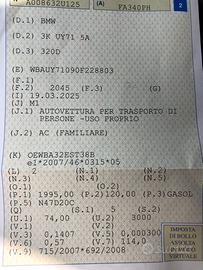 A008632U125
FA340PH
2
(D.1) BMW
(D.2) 3K UY71 5A
(D.3) 320D
(E) WBAUY71090F228803
(F.1)
(F.2) 2045 (F.3) (G)
(I) 19.03.2025
(J) M1
(J.1) AUTOVETTURA PER TRASPORTO DI
PERSONE -USO PROPRIO
(J.2) AC (FAMILIARE)
(K) OEWBA32EST38B
e1*2007/46*0315*05
(L) 2 (N.1) (N.2)
(N.3) (N.4) (N.5)
(O.1) (O.2)
(P.1) 1995,00 (P.2)120,00 (P.3)GASOL
(P.5) N47D20C
(Q) (S.1) 5 (S.2)
(U.1) 74,00 (U.2) 3000
(V.1) (V.2)
(V.3) 0,1407 (V.5) 0,000300
(V.6) 0,57 (V.7) 114,0
(V.9) 715/2007*692/2008
IMPOSTA
DI BOLLO
ASSOLTA
IN MODO
VIRTUALE